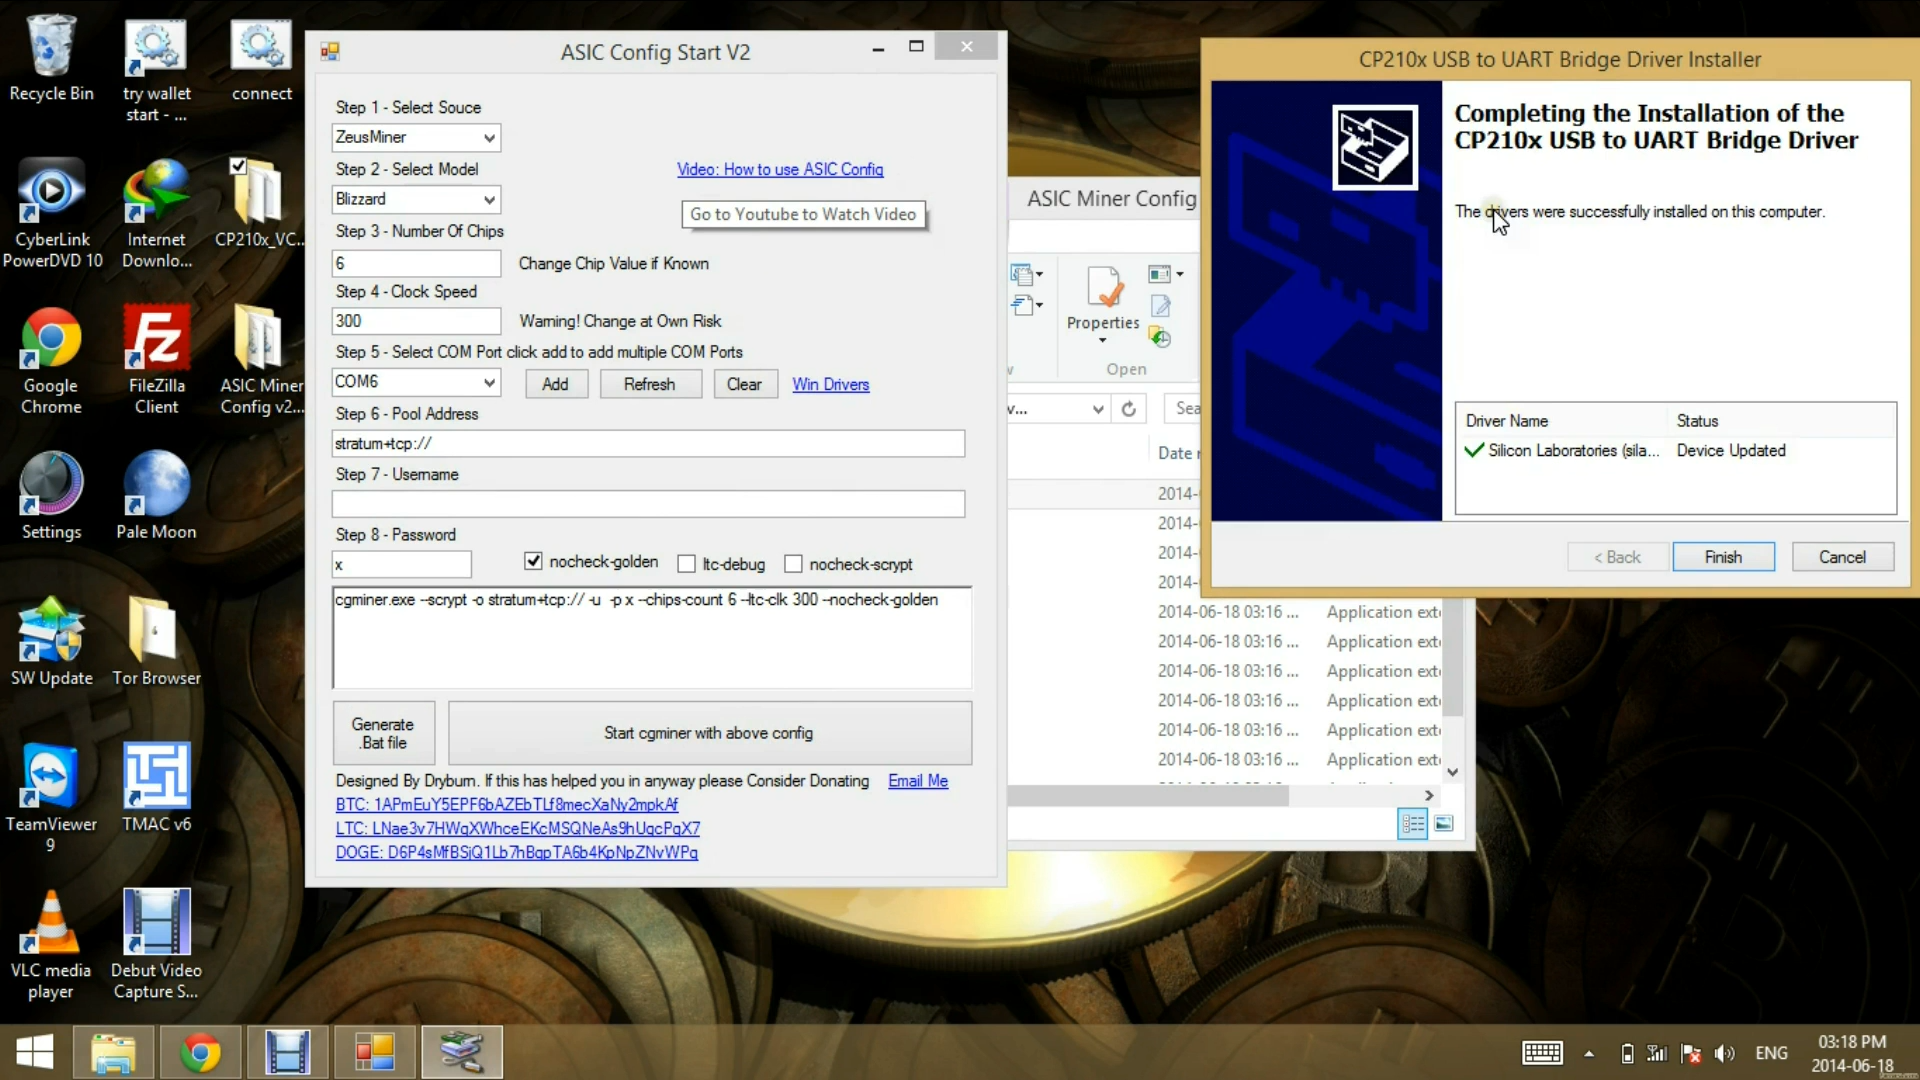 Recycle Bin
try wallet
start - ...
connect
CyberLink
PowerDVD 10
Internet
Downlo...
CP210x_VC...
Google
Chrome
FileZilla
Client
ASIC Miner
Config v2...
Settings
Pale Moon
SW Update
Tor Browser
TeamViewer
9
TMAC v6
VLC media
player
Debut Video
Capture S...
ASIC Config Start V2
Step 1 - Select Souce
ZeusMiner
Step 2 - Select Model
Video: How to use ASIC Config
Blizzard
Go to Youtube to Watch Video
Step 3 - Number Of Chips
6
Change Chip Value if Known
Step 4 - Clock Speed
300
Warning! Change at Own Risk
Step 5 - Select COM Port click add to add multiple COM Ports
COM6
Add
Refresh
Clear
Win Drivers
Step 6 - Pool Address
stratum+tcp://
Step 7 - Username
Step 8 - Password
x
nocheck-golden
ltc-debug
nocheck-scrypt
cgminer.exe --scrypt -o stratum+tcp:// -u  -p x --chips-count 6 --ltc-clk 300 --nocheck-golden
Generate
.Bat file
Start cgminer with above config
Designed By Dryburn. If this has helped you in anyway please Consider Donating
Email Me
BTC: 1APmEuY5EPF6bAZEbTLf8mecXaNy2mpkAf
LTC: LNae3v7HWqXWhceEKcMSQNeAs9hUqcPqX7
DOGE: D6P4sMfBSjQ1Lb7hBqpTA6b4KpNpZNvWPq
ASIC Miner Config
Properties
Open
v...
Sea
Date
2014-
2014-
2014-
2014-
2014-06-18 03:16 ... Application ext
2014-06-18 03:16 ... Application ext
2014-06-18 03:16 ... Application ext
2014-06-18 03:16 ... Application ext
2014-06-18 03:16 ... Application ext
2014-06-18 03:16 ... Application ext
CP210x USB to UART Bridge Driver Installer
Completing the Installation of the
CP210x USB to UART Bridge Driver
The drivers were successfully installed on this computer.
Driver Name
Status
Silicon Laboratories (sila...
Device Updated
< Back
Finish
Cancel
ENG
03:18 PM
2014-06-18